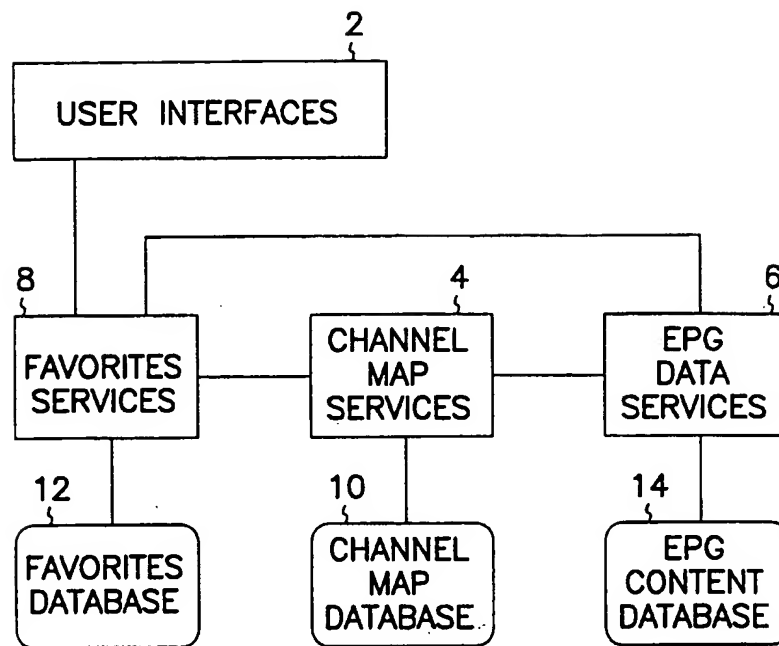 2
USER INTERFACES
8
4
6
FAVORITES
SERVICES
CHANNEL
MAP
SERVICES
EPG
DATA
SERVICES
12
10
14
FAVORITES
DATABASE
CHANNEL
MAP
DATABASE
EPG
CONTENT
DATABASE